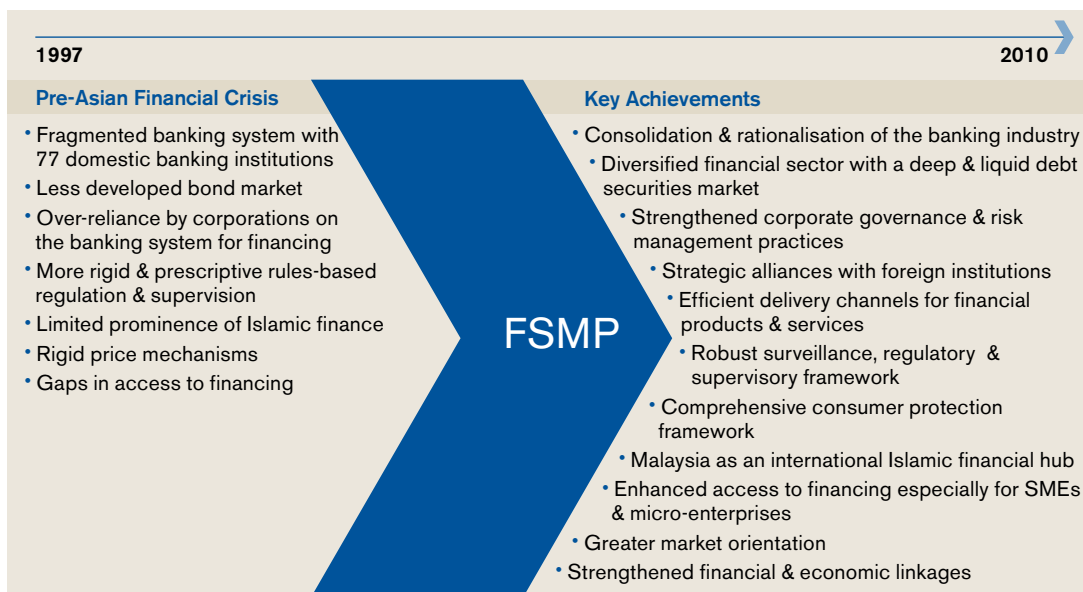 1997
2010
Pre-Asian Financial Crisis
• Fragmented banking system with
77 domestic banking institutions
• Less developed bond market
• Over-reliance by corporations on
the banking system for financing
• More rigid & prescriptive rules-based
regulation & supervision
• Limited prominence of Islamic finance
• Rigid price mechanisms
• Gaps in access to financing
FSMP
Key Achievements
• Consolidation & rationalisation of the banking industry
• Diversified financial sector with a deep & liquid debt
securities market
• Strengthened corporate governance & risk
management practices
• Strategic alliances with foreign institutions
• Efficient delivery channels for financial
products & services
• Robust surveillance, regulatory &
supervisory framework
• Comprehensive consumer protection
framework
• Malaysia as an international Islamic financial hub
• Enhanced access to financing especially for SMEs
& micro-enterprises
• Greater market orientation
• Strengthened financial & economic linkages